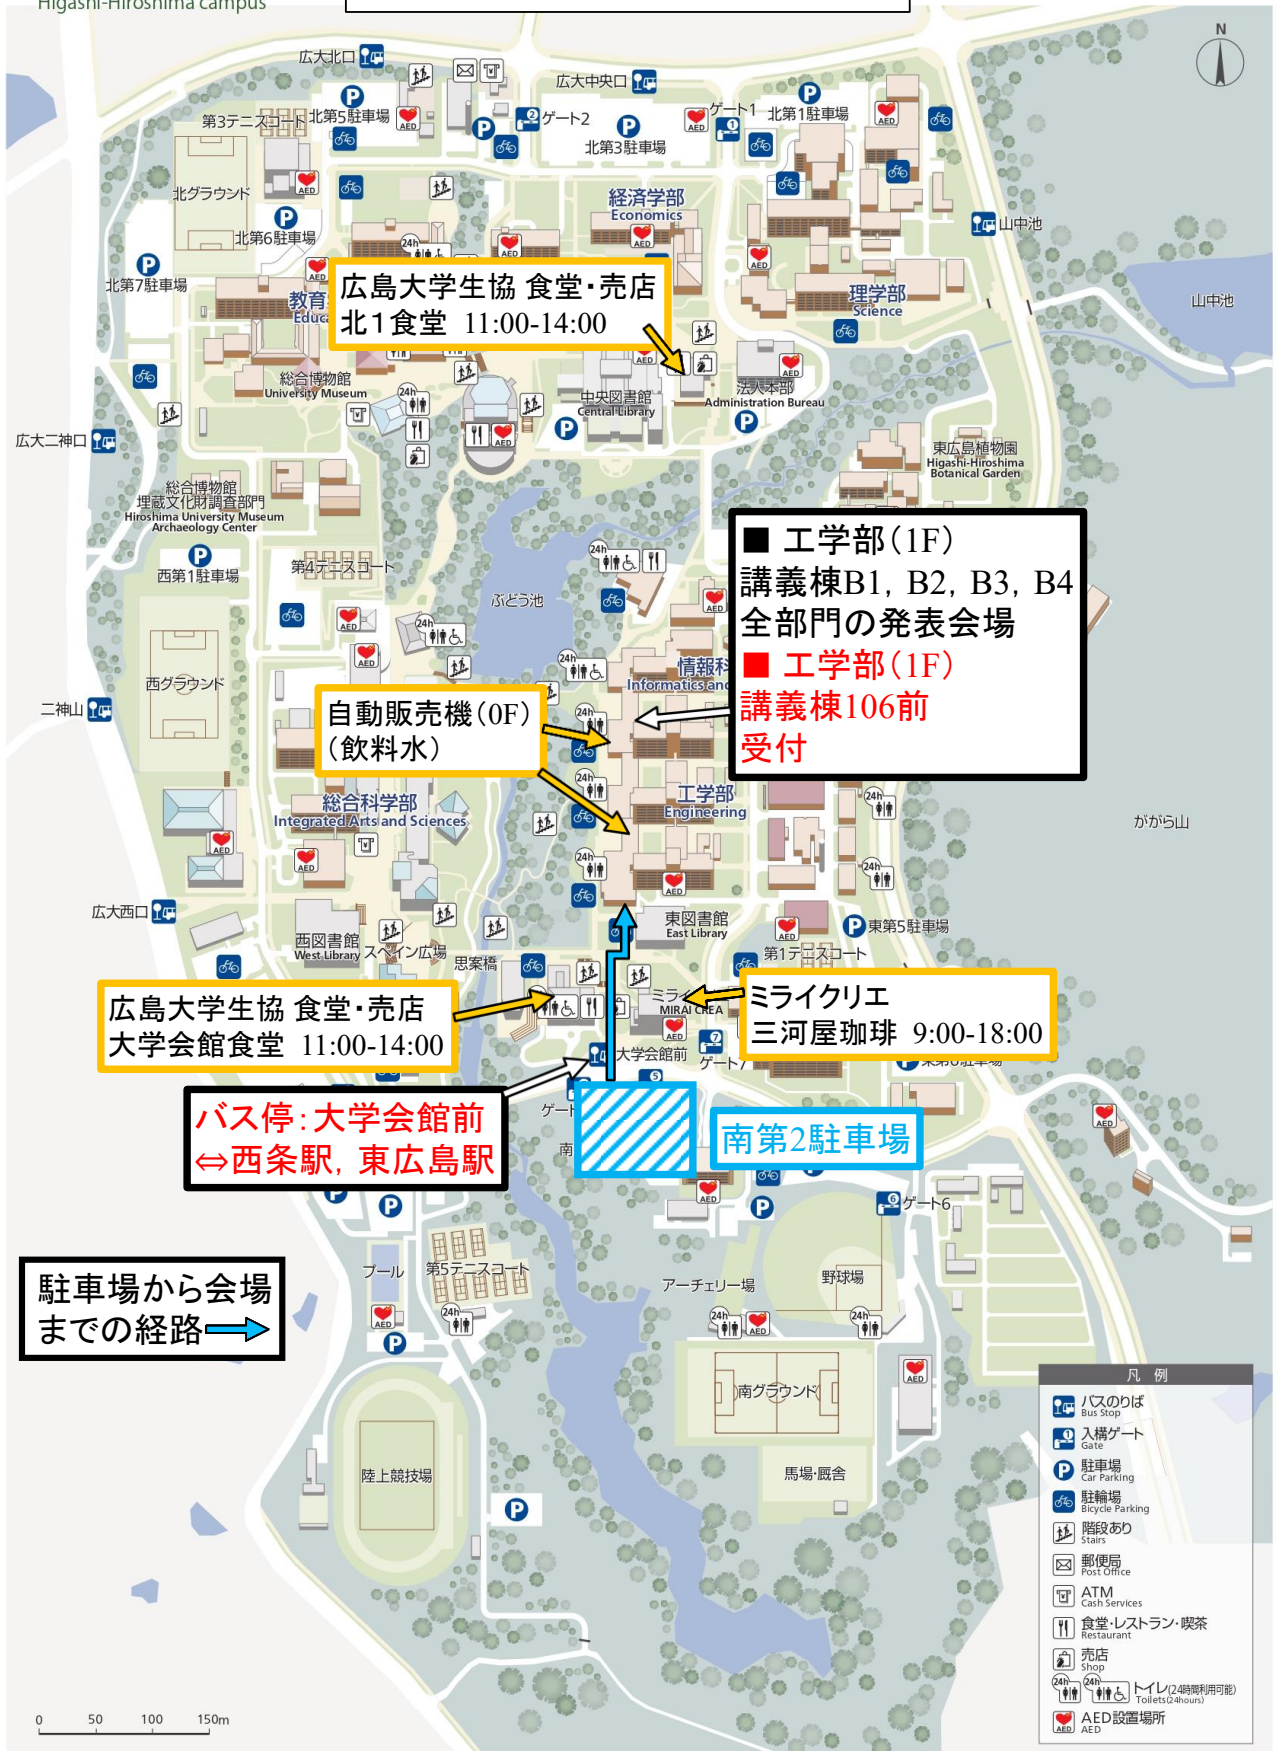 Higashi-Hiroshima campus
N
広大北口
広大中央口
第3テニスコート
北第5駐車場
ゲート2
ゲート1
北第1駐車場
北第3駐車場
北グラウンド
経済学部
Economics
山中池
北第6駐車場
北第7駐車場
広島大学生協 食堂・売店
北1食堂 11:00-14:00
理学部
Science
山中池
総合博物館
University Museum
中央図書館
Central Library
法人本部
Administration Bureau
広大二神口
東広島植物園
Higashi-Hiroshima
Botanical Garden
総合博物館
埋蔵文化財調査部門
Hiroshima University Museum
Archaeology Center
西第1駐車場
第4テニスコート
ぶどう池
■ 工学部(1F)
講義棟B1, B2, B3, B4
全部門の発表会場
■ 工学部(1F)
講義棟106前
受付
情報科
Informatics and
西グラウンド
二神山
自動販売機(0F)
(飲料水)
総合科学部
Integrated Arts and Sciences
工学部
Engineering
ががら山
広大西口
東図書館
East Library
東第5駐車場
西図書館
West Library
スペイン広場
思案橋
第1テニスコート
広島大学生協 食堂・売店
大学会館食堂 11:00-14:00
MIRAI CREA
ミライクリエ
三河屋珈琲 9:00-18:00
大学会館前
ゲート7
バス停:大学会館前
⇔西条駅, 東広島駅
南第2駐車場
ゲート6
駐車場から会場
までの経路
プール
第5テニスコート
アーチェリー場
野球場
南グラウンド
陸上競技場
馬場・厩舎
凡 例
バスのりば
Bus Stop
入構ゲート
Gate
駐車場
Car Parking
駐輪場
Bicycle Parking
階段あり
Stairs
郵便局
Post Office
ATM
Cash Services
食堂・レストラン・喫茶
Restaurant
売店
Shop
24h 24h トイレ(24時間利用可能)
Toilets(24hours)
AED設置場所
AED
0 50 100 150m